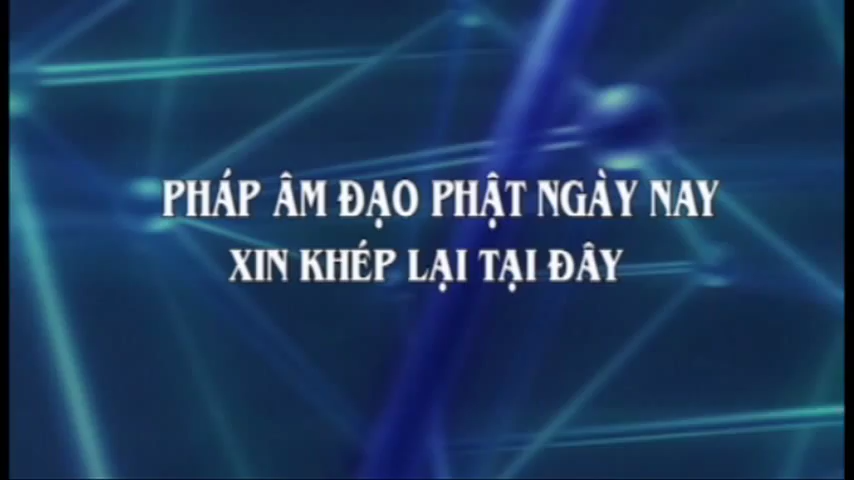 PHÁP ÂM ĐẠO PHẬT NGÀY NAY
XIN KHÉP LẠI TẠI ĐÂY